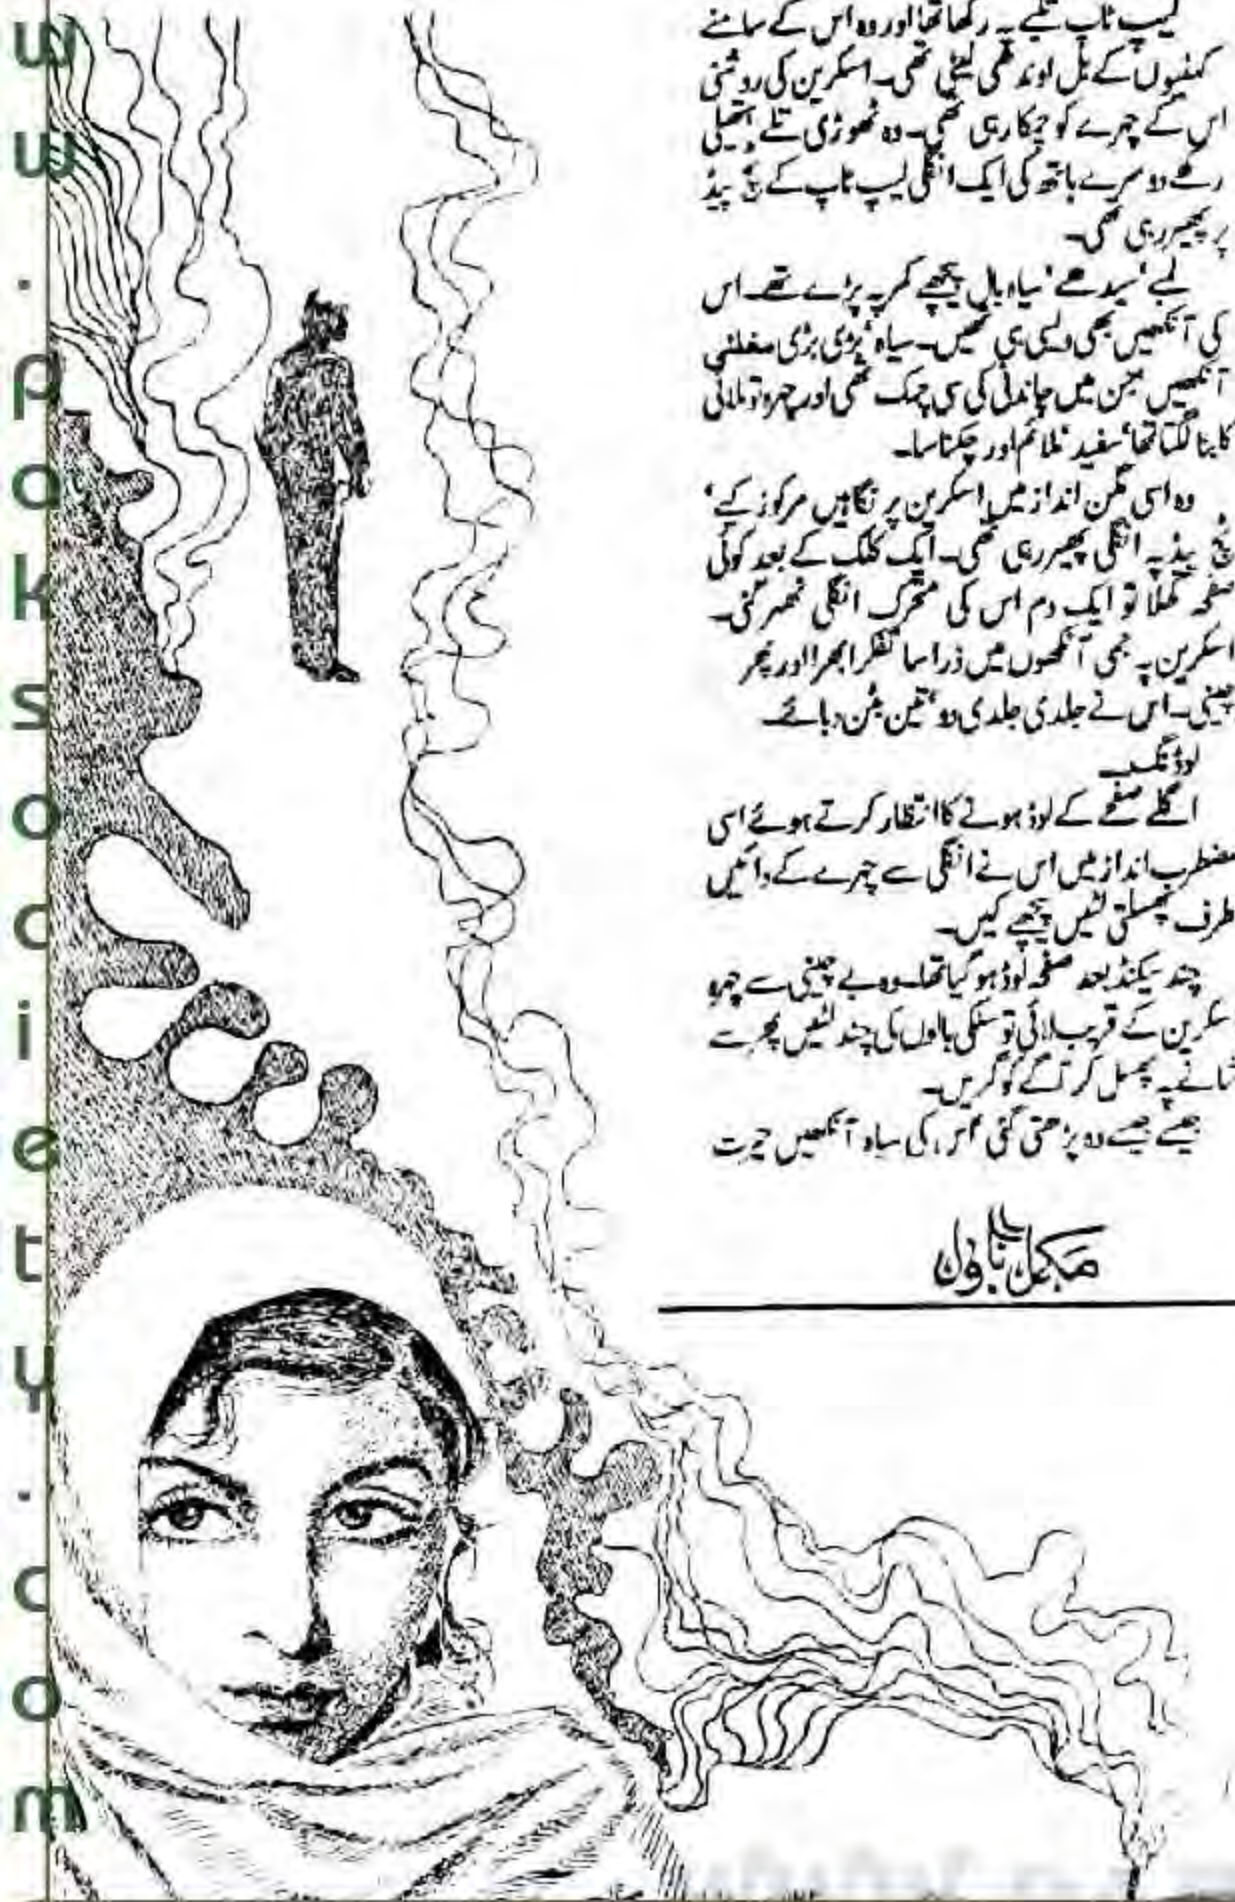 لیپ ٹاپ تکیے پہ رکھا تھا اور وہ اس کے سامنے
کہنیوں کے بل اوندھی لیٹی تھی۔ اسکرین کی روشنی
اس کے چہرے کو چمکا رہی تھی۔ وہ ٹھوڑی تلے ہتھیلی
رکھے دوسرے ہاتھ کی ایک انگلی لیپ ٹاپ کے ٹچ پیڈ
پر پھیر رہی تھی۔
لمبے ' سیدھے ' سیاہ بال پیچھے کمر پہ پڑے تھے۔ اس
کی آنکھیں بھی ویسی ہی تھیں۔ سیاہ ' بڑی بڑی مغلئی
آنکھیں جن میں چاندنی کی سی چمک تھی اور چہرہ تو ملائی
کا بنا لگتا تھا ' سفید ' ملائم اور چکنا سا۔
وہ اسی مگن انداز میں اسکرین پر نگاہیں مرکوز کیے '
ٹچ پیڈ پہ انگلی پھیر رہی تھی۔ ایک کلک کے بعد کوئی
صفحہ کھلا تو ایک دم اس کی متحرک انگلی ٹھہر گئی۔
اسکرین پہ جمی آنکھوں میں ذرا سا تفکر ابھرا اور پھر
چینی۔ اس نے جلدی جلدی دو ' تین بٹن دبائے۔
لوڈنگ۔
اگلے صفحے کے لوڈ ہونے کا انتظار کرتے ہوئے اسی
مضطرب انداز میں اس نے انگلی سے چہرے کے دائیں
طرف پھسلتی لٹیں پیچھے کیں۔
چند سیکنڈ بعد صفحہ لوڈ ہو گیا تھا۔ وہ بے چینی سے چہرہ
سکرین کے قریب لائی تو سلکی بالوں کی چند لٹیں پھر سے
شانے پہ پھسل کر آگے کو گریں۔
جیسے جیسے وہ پڑھتی گئی ' اس کی سیاہ آنکھیں حیرت
مکمل ناول
w
w
.
p
a
k
s
o
c
i
e
t
y
.
c
o
m